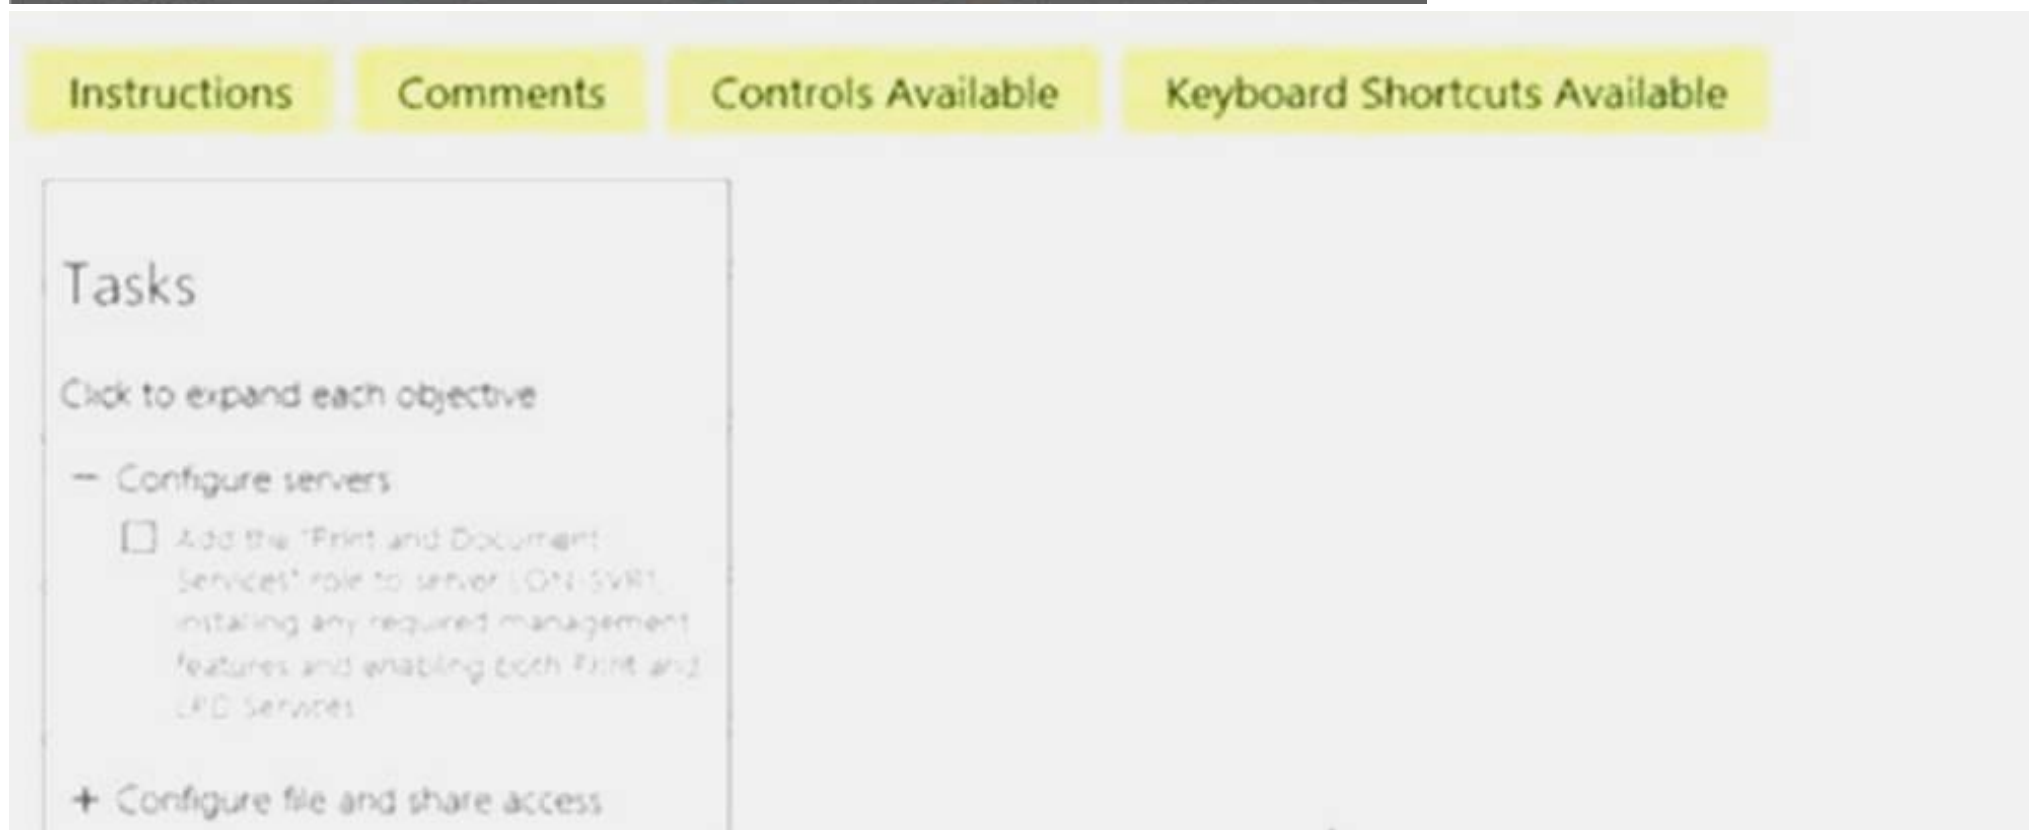 Instructions
Comments
Controls Available
Keyboard Shortcuts Available
Tasks
Click to expand each objective
− Configure servers
Add the "Print and Document
Services" role to server LON-SVR1,
installing any required management
features and enabling both Print and
LPD Services
+ Configure file and share access